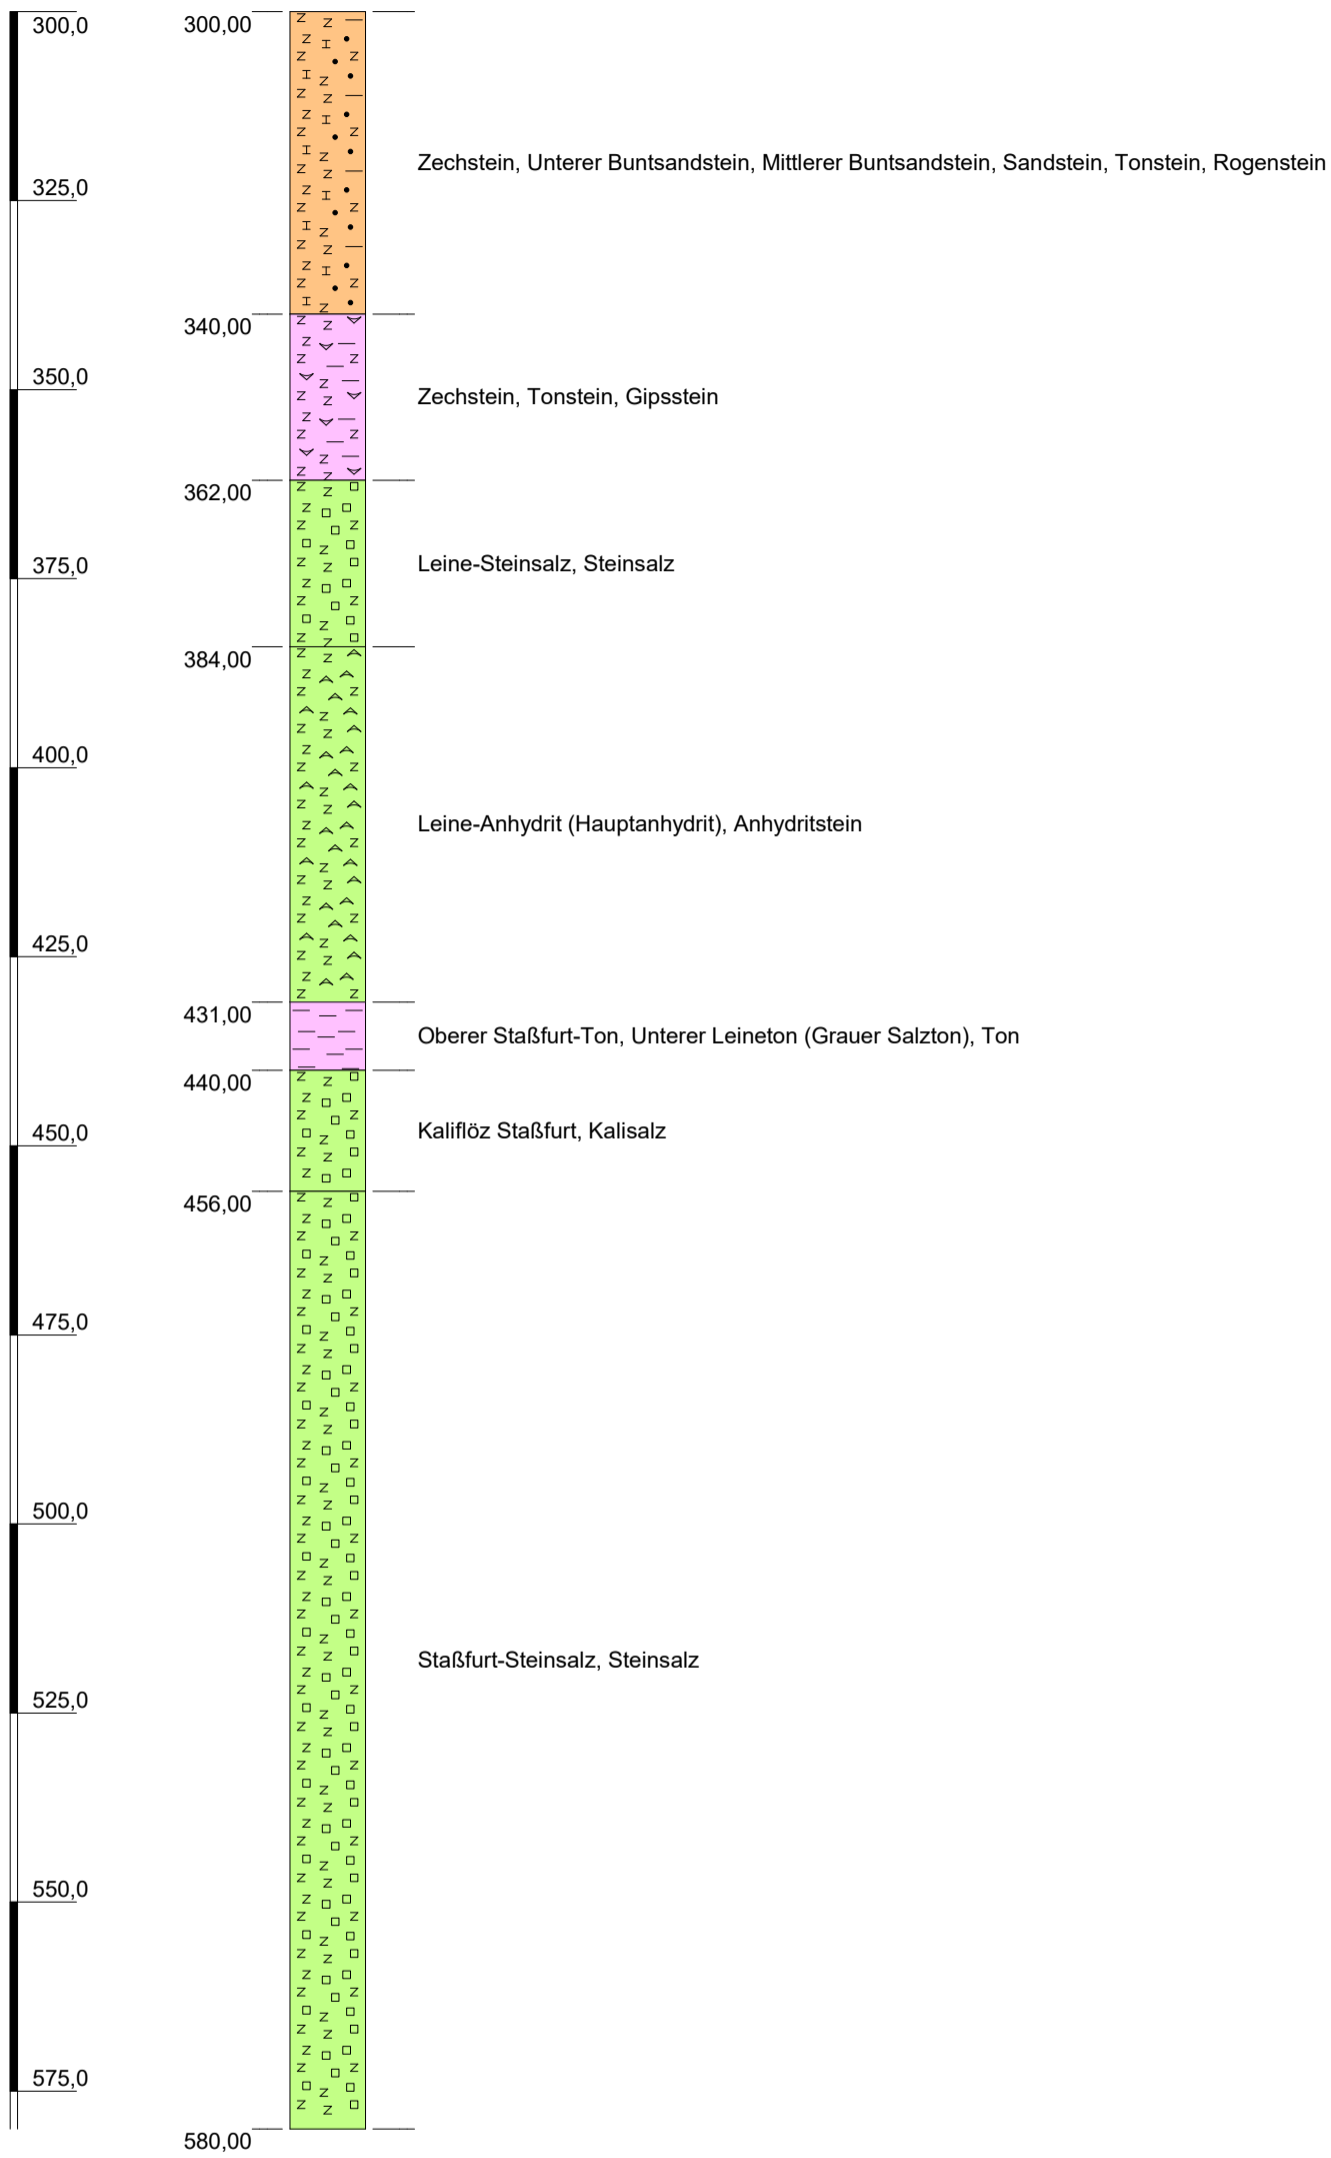 300,0
300,00
Zechstein, Unterer Buntsandstein, Mittlerer Buntsandstein, Sandstein, Tonstein, Rogenstein
325,0
340,00
350,0
Zechstein, Tonstein, Gipsstein
362,00
Leine-Steinsalz, Steinsalz
375,0
384,00
400,0
Leine-Anhydrit (Hauptanhydrit), Anhydritstein
425,0
431,00
Oberer Staßfurt-Ton, Unterer Leineton (Grauer Salzton), Ton
440,00
Kaliflöz Staßfurt, Kalisalz
450,0
456,00
475,0
500,0
Staßfurt-Steinsalz, Steinsalz
525,0
550,0
575,0
580,00